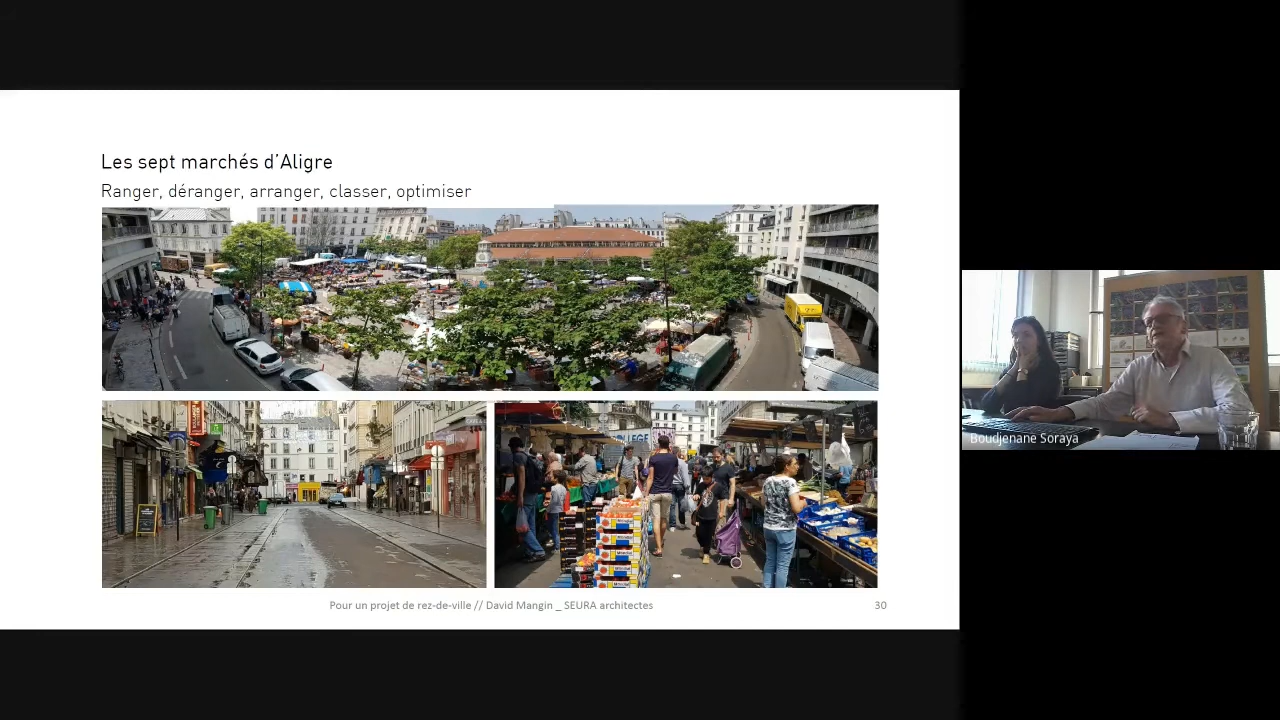 Les sept marchés d'Aligre
Ranger, déranger, arranger, classer, optimiser
Pour un projet de rez-de-ville // David Mangin _ SEURA architectes
30
Boudjenane Soraya